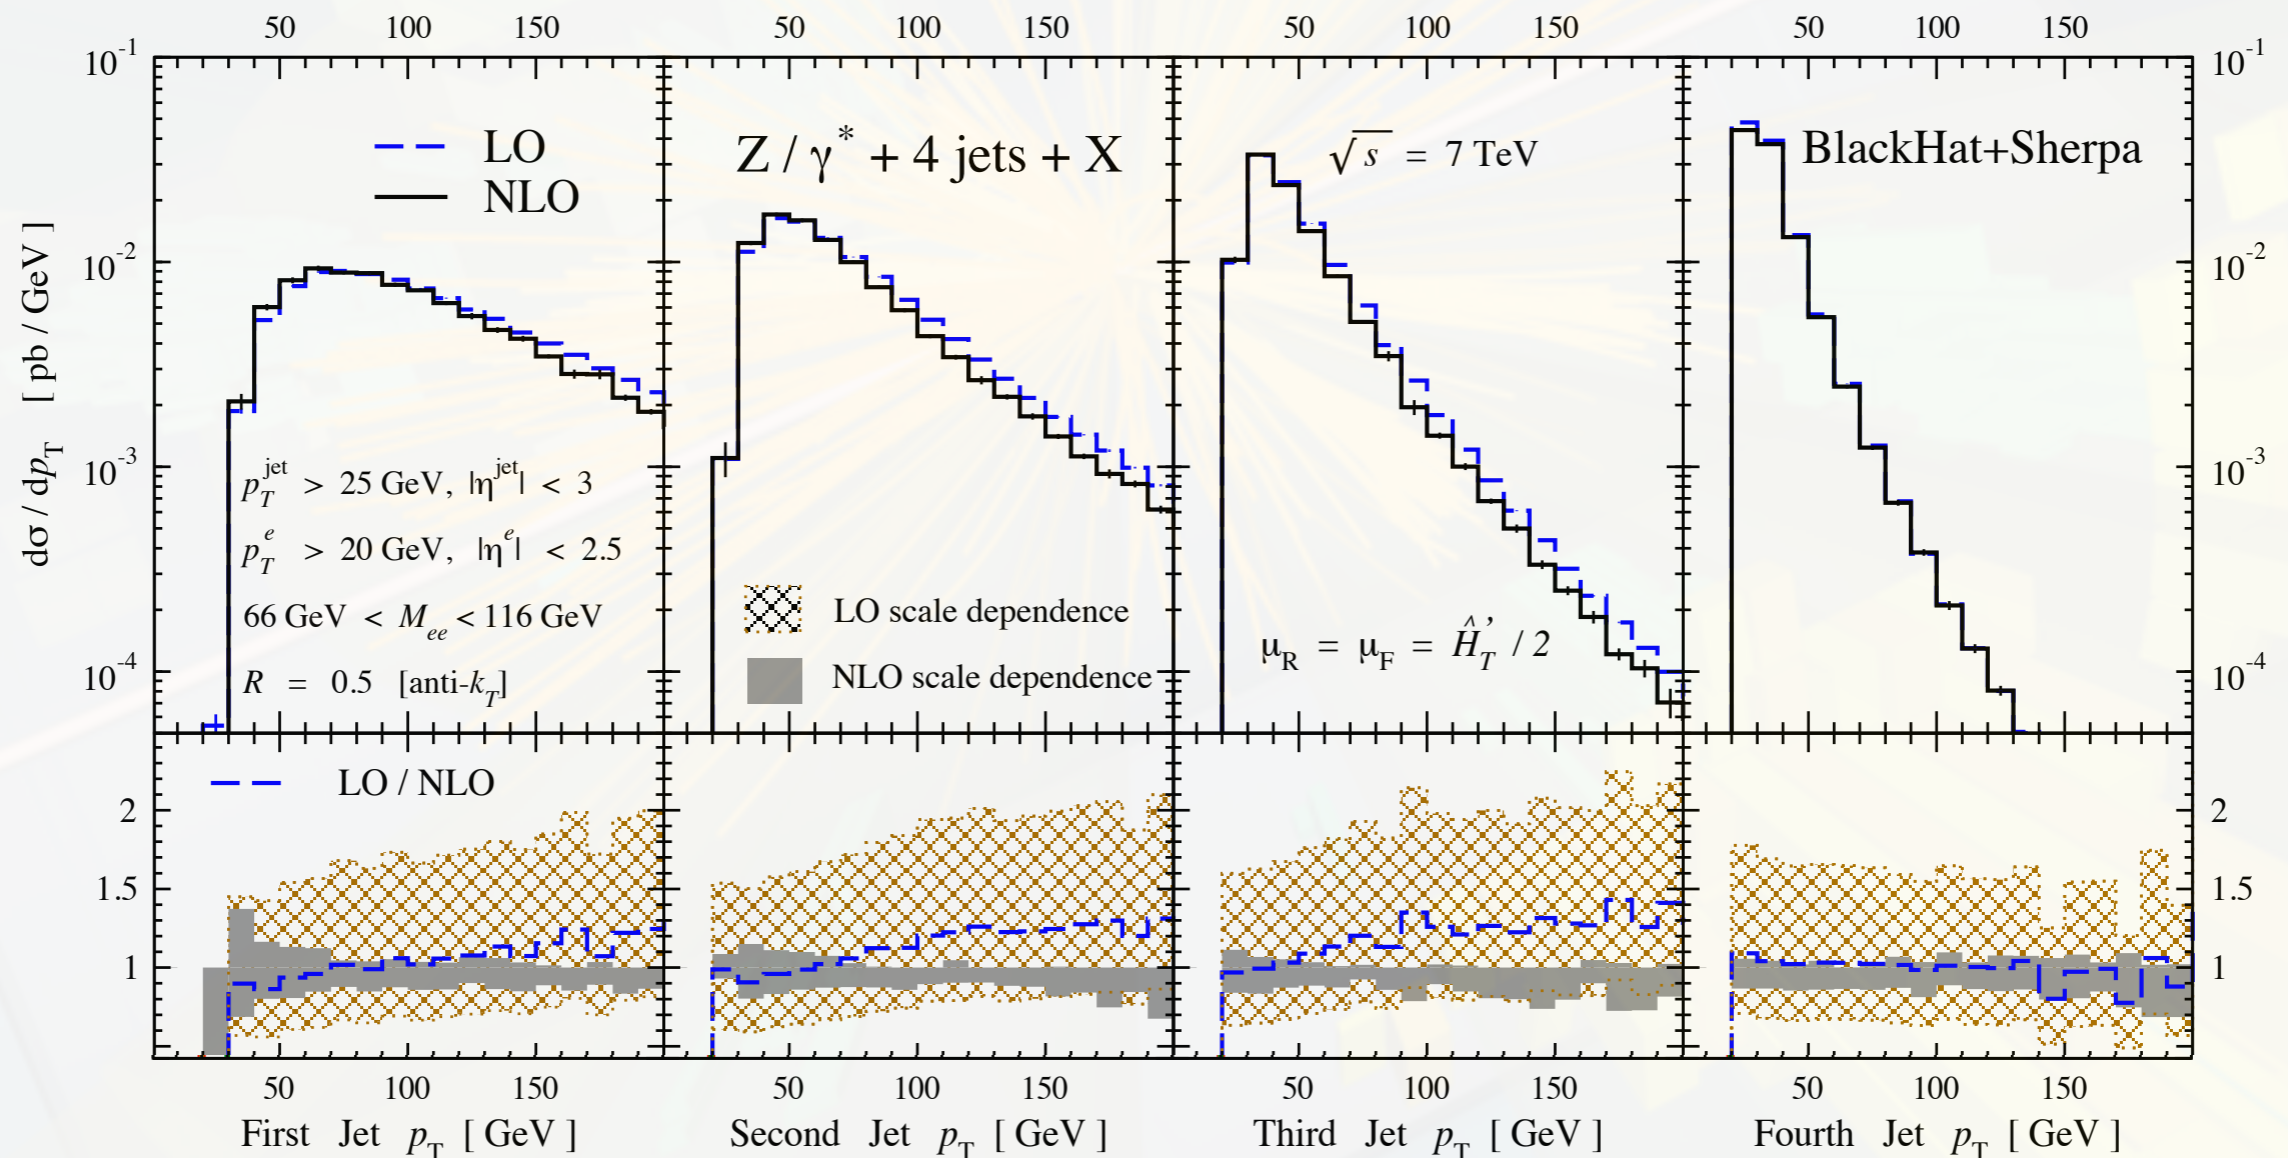 50 100 150 50 100 150 50 100 150 50 100 150
10^-1 10^-1
LO
NLO
Z / γ* + 4 jets + X
√s = 7 TeV
BlackHat+Sherpa
dσ / dp_T [ pb / GeV ]
10^-2 10^-2
10^-3 10^-3
p_T^jet > 25 GeV, |η^jet| < 3
p_T^e > 20 GeV, |η^e| < 2.5
66 GeV < M_ee < 116 GeV
R = 0.5 [anti-k_T]
LO scale dependence
NLO scale dependence
μ_R = μ_F = Ĥ_T' / 2
10^-4 10^-4
LO / NLO
2 2
1.5 1.5
1 1
50 100 150 50 100 150 50 100 150 50 100 150
First Jet p_T [ GeV ]
Second Jet p_T [ GeV ]
Third Jet p_T [ GeV ]
Fourth Jet p_T [ GeV ]